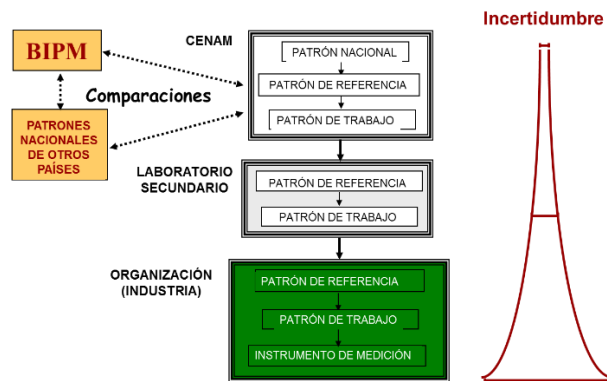 Incertidumbre
CENAM
BIPM
PATRÓN NACIONAL
PATRÓN DE REFERENCIA
Comparaciones
PATRÓN DE TRABAJO
PATRONES
NACIONALES
DE OTROS
PAÍSES
LABORATORIO
SECUNDARIO
PATRÓN DE REFERENCIA
PATRÓN DE TRABAJO
ORGANIZACIÓN
(INDUSTRIA)
PATRÓN DE REFERENCIA
PATRÓN DE TRABAJO
INSTRUMENTO DE MEDICIÓN